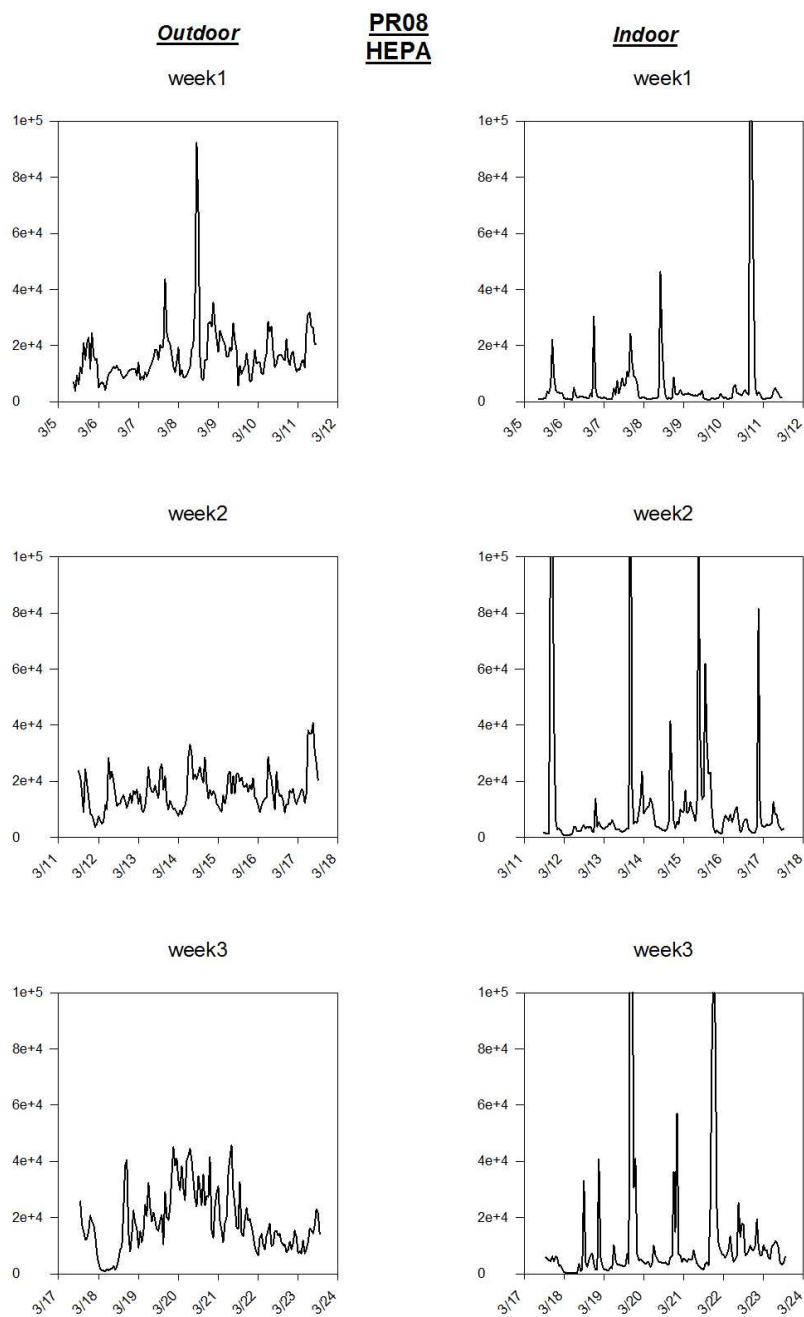 PR08
HEPA
Outdoor
Indoor
week1
1e+5
8e+4
6e+4
4e+4
2e+4
0
3/5
3/6
3/7
3/8
3/9
3/10
3/11
3/12
week1
1e+5
8e+4
6e+4
4e+4
2e+4
0
3/5
3/6
3/7
3/8
3/9
3/10
3/11
3/12
week2
1e+5
8e+4
6e+4
4e+4
2e+4
0
3/11
3/12
3/13
3/14
3/15
3/16
3/17
3/18
week2
1e+5
8e+4
6e+4
4e+4
2e+4
0
3/11
3/12
3/13
3/14
3/15
3/16
3/17
3/18
week3
1e+5
8e+4
6e+4
4e+4
2e+4
0
3/17
3/18
3/19
3/20
3/21
3/22
3/23
3/24
week3
1e+5
8e+4
6e+4
4e+4
2e+4
0
3/17
3/18
3/19
3/20
3/21
3/22
3/23
3/24